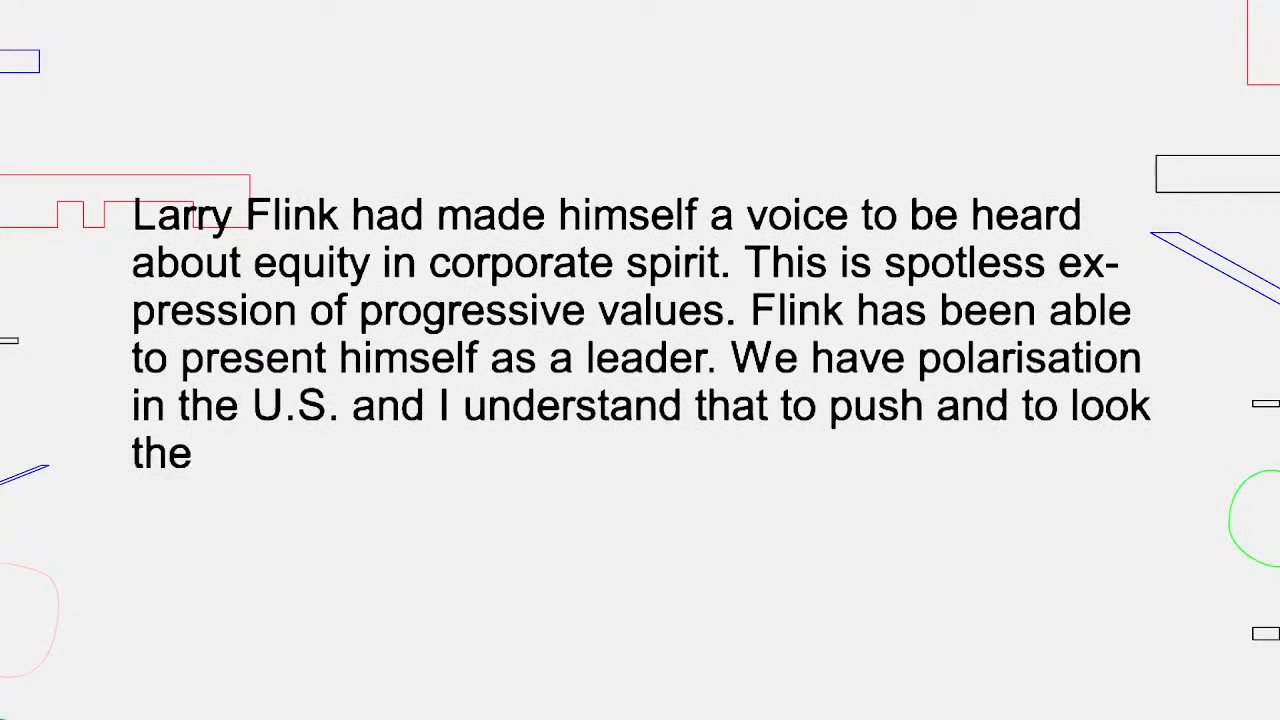 Larry Flink had made himself a voice to be heard
about equity in corporate spirit. This is spotless ex-
pression of progressive values. Flink has been able
to present himself as a leader. We have polarisation
in the U.S. and I understand that to push and to look
the